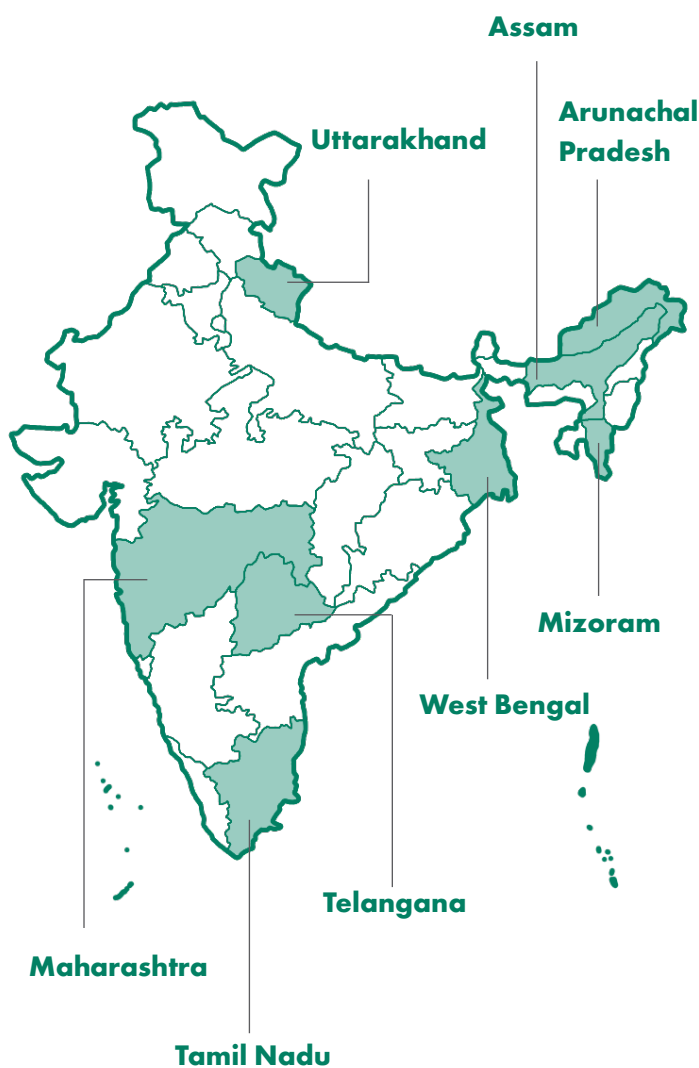 Assam
Arunachal
Pradesh
Uttarakhand
Mizoram
West Bengal
Telangana
Maharashtra
Tamil Nadu